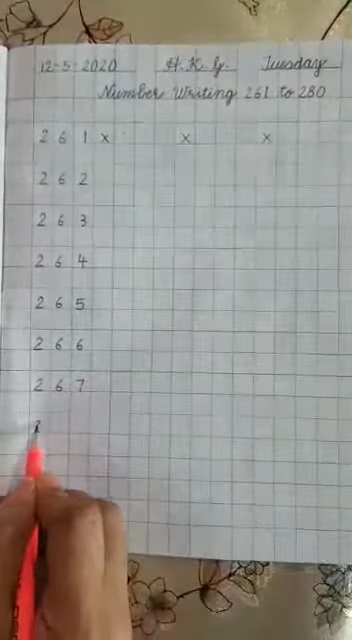 12-5-2020 H.K.G. Tuesday
Number Writing 261 to 280
2 6 1 x x x
2 6 2
2 6 3
2 6 4
2 6 5
2 6 6
2 6 7
2